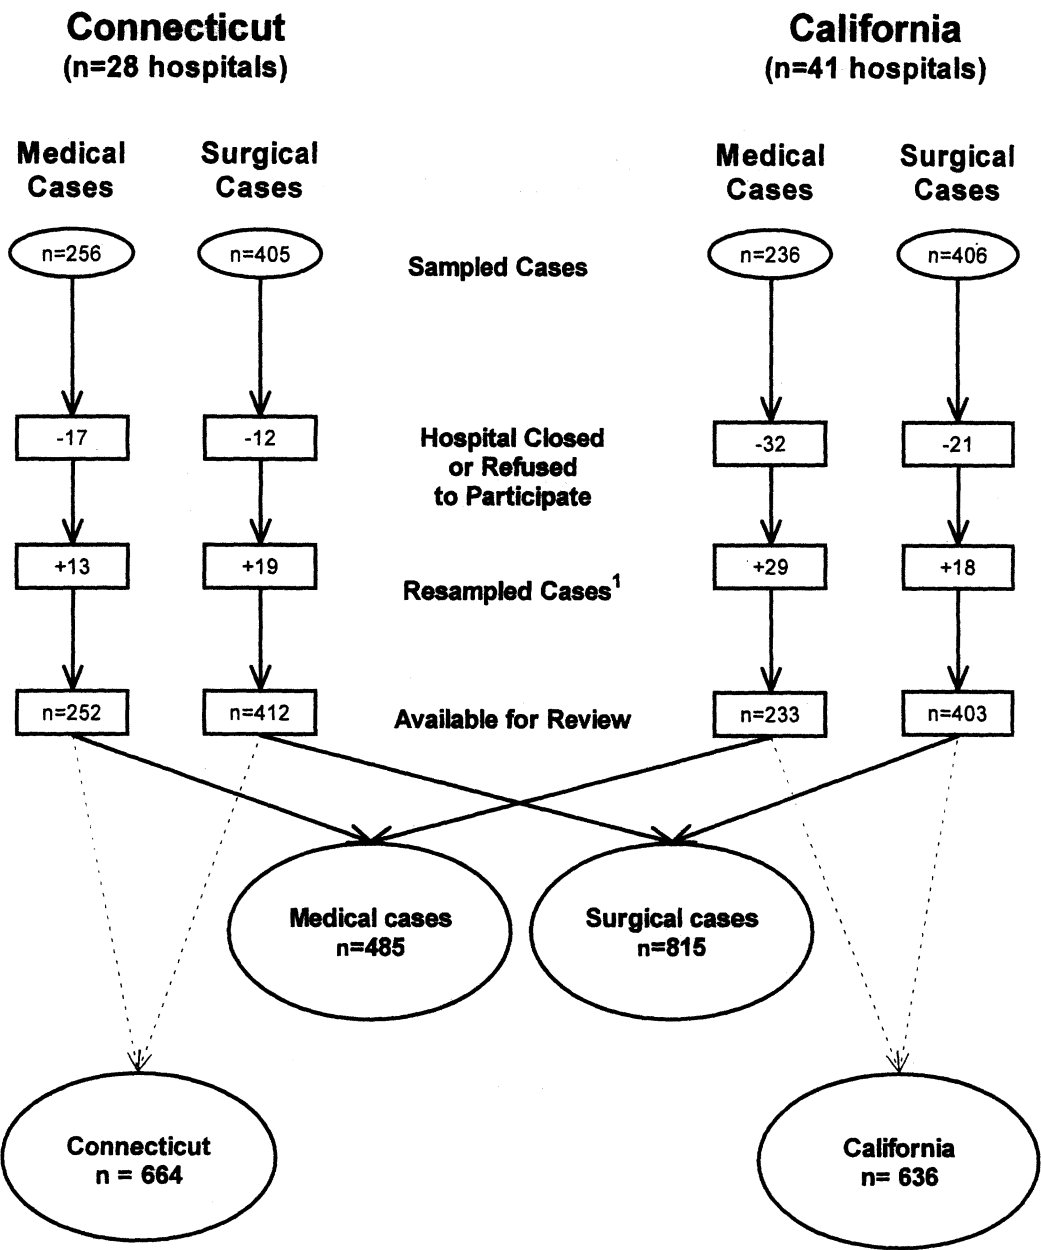 Connecticut
(n=28 hospitals)
California
(n=41 hospitals)
Medical
Cases
Surgical
Cases
Medical
Cases
Surgical
Cases
n=256
n=405
Sampled Cases
n=236
n=406
-17
-12
Hospital Closed
or Refused
to Participate
-32
-21
+13
+19
Resampled Cases¹
+29
+18
n=252
n=412
Available for Review
n=233
n=403
Medical cases
n=485
Surgical cases
n=815
Connecticut
n = 664
California
n= 636